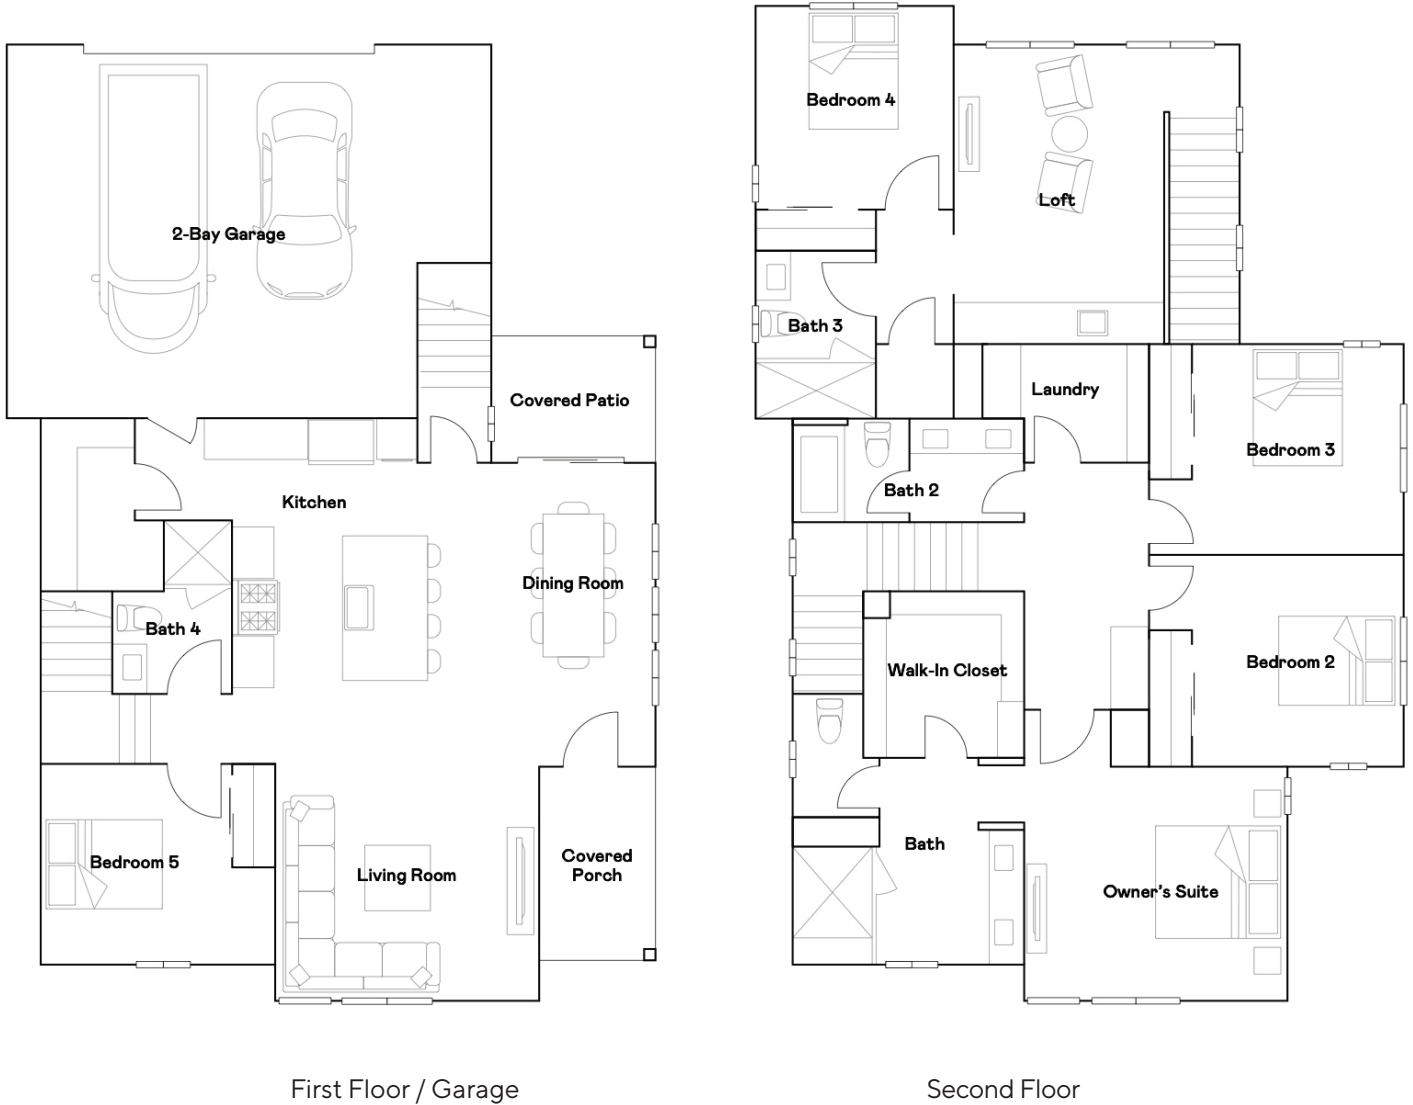 2-Bay Garage
Covered Patio
Kitchen
Dining Room
Bath 4
Bedroom 5
Living Room
Covered
Porch
First Floor / Garage
Bedroom 4
Loft
Bath 3
Laundry
Bedroom 3
Bath 2
Walk-In Closet
Bedroom 2
Bath
Owner's Suite
Second Floor